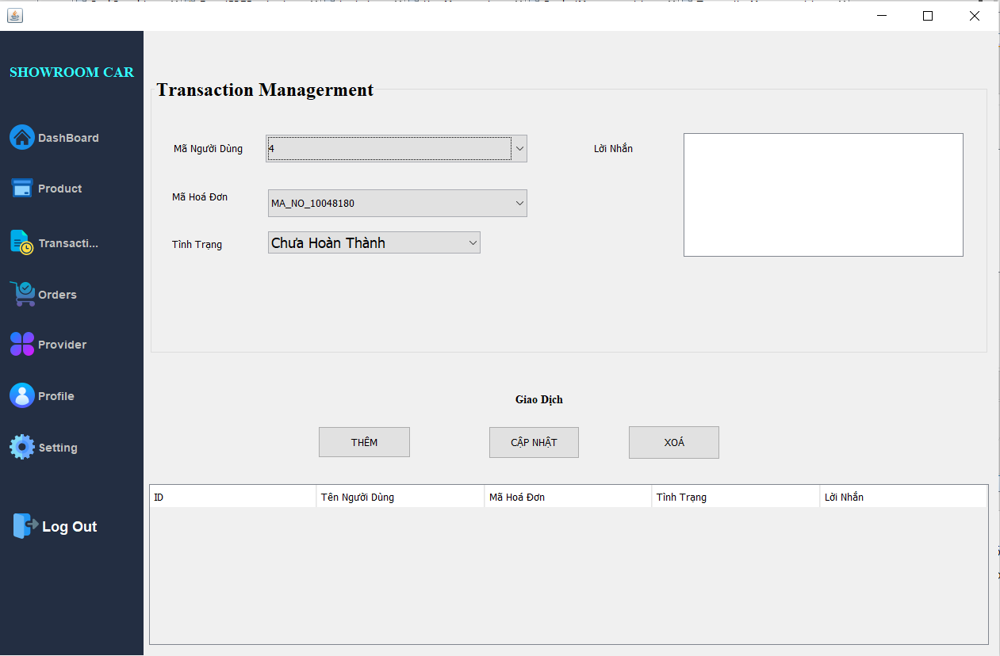 SHOWROOM CAR
DashBoard
Product
Transacti...
Orders
Provider
Profile
Setting
Log Out
Transaction Managerment
Mã Người Dùng
4
Lời Nhắn
Mã Hoá Đơn
MA_NO_10048180
Tình Trạng
Chưa Hoàn Thành
Giao Dịch
THÊM
CẬP NHẬT
XOÁ
ID
Tên Người Dùng
Mã Hoá Đơn
Tình Trạng
Lời Nhắn